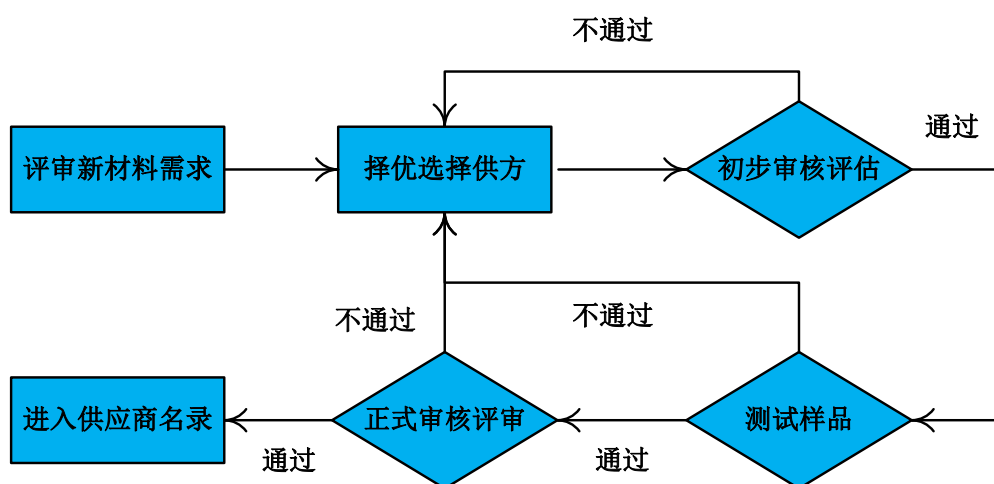 不通过
通过
评审新材料需求
择优选择供方
初步审核评估
不通过
不通过
进入供应商名录
正式审核评审
测试样品
通过
通过